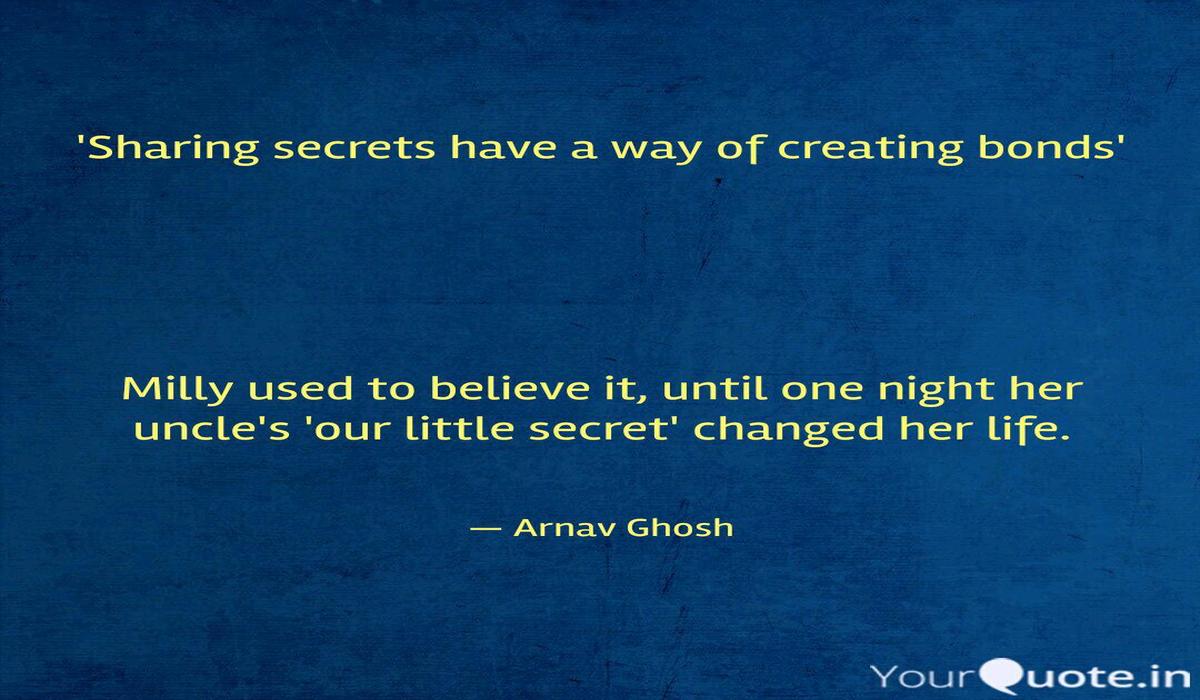 'Sharing secrets have a way of creating bonds'
Milly used to believe it, until one night her
uncle's 'our little secret' changed her life.
— Arnav Ghosh
YourQuote.in